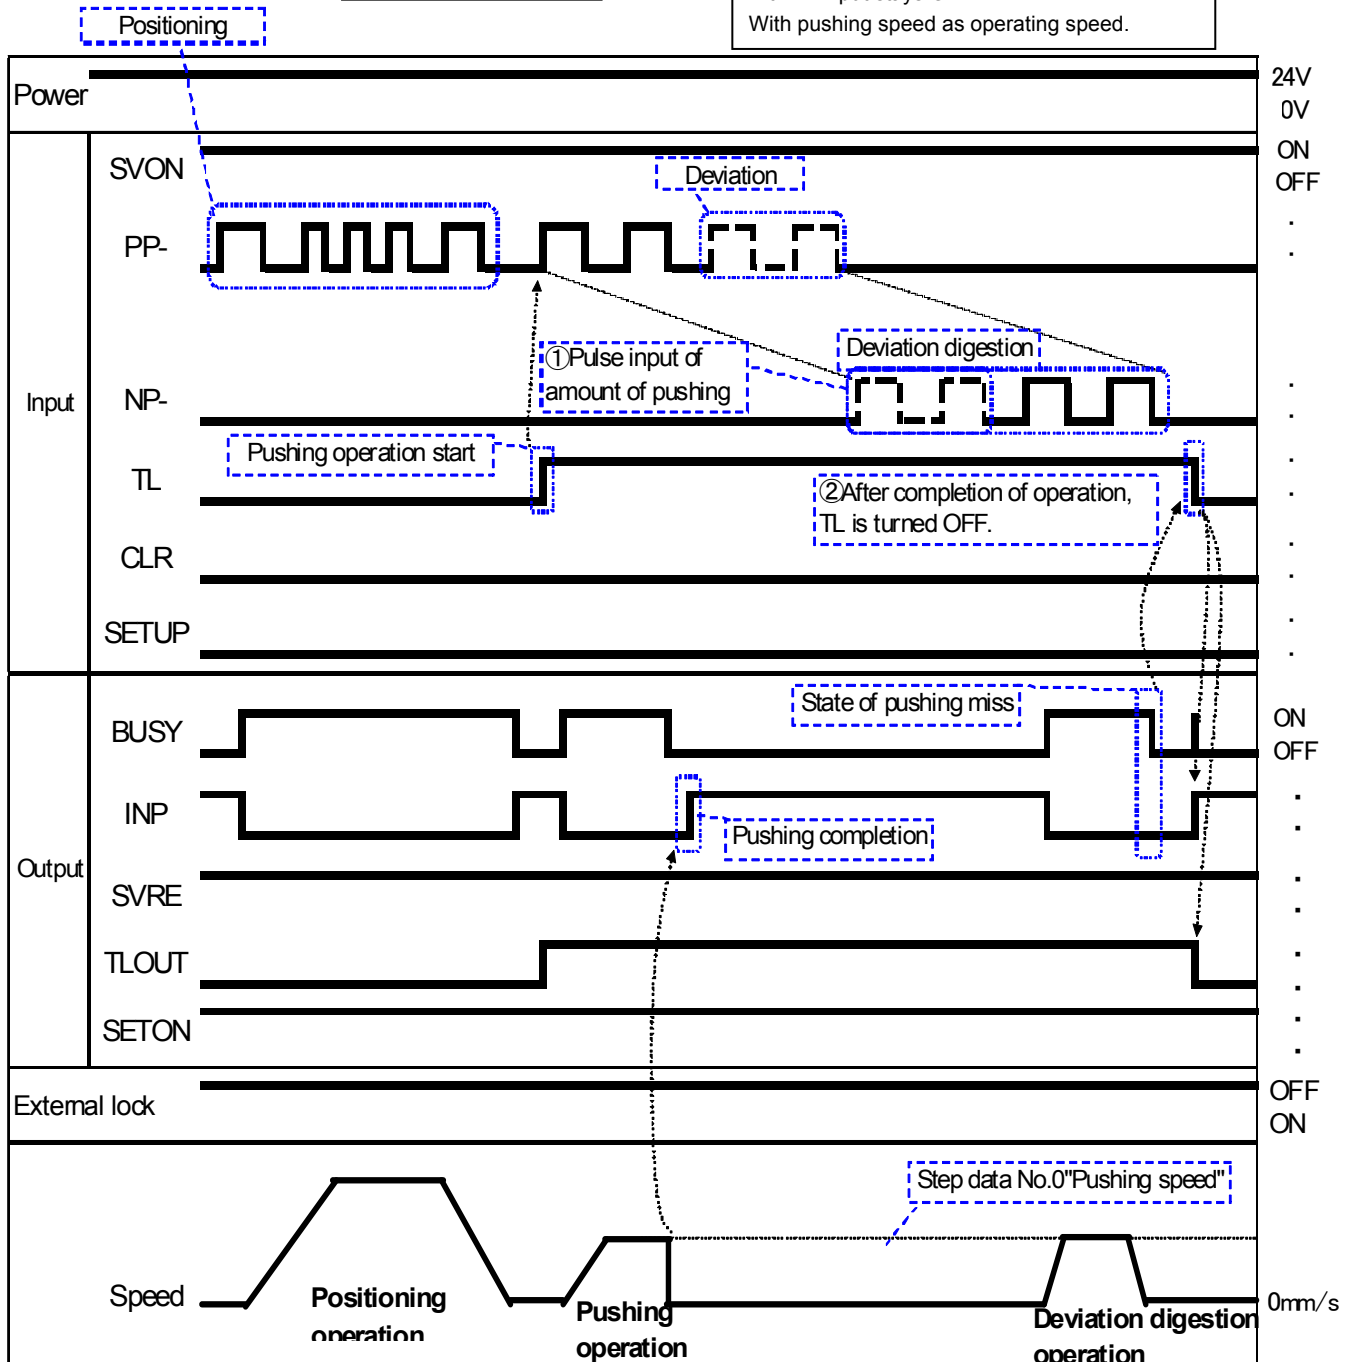 With pushing speed as operating speed.
Positioning
Power
24V
0V
Input
SVON
ON
OFF
Deviation
PP-
①Pulse input of
amount of pushing
Deviation digestion
NP-
Pushing operation start
TL
②After completion of operation,
TL is turned OFF.
CLR
SETUP
Output
State of pushing miss
BUSY
ON
OFF
INP
Pushing completion
SVRE
TLOUT
SETON
External lock
OFF
ON
Step data No.0"Pushing speed"
Speed
0mm/s
Positioning
operation
Pushing
operation
Deviation digestion
operation